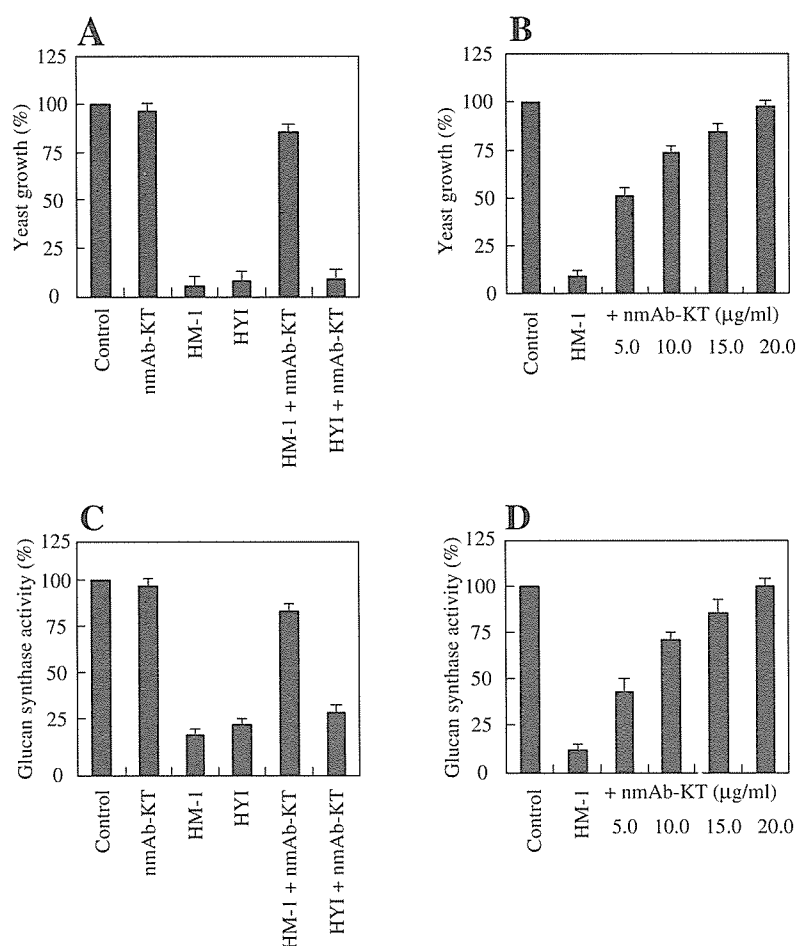 A
Yeast growth (%)
125
100
75
50
25
0
Control
nmAb-KT
HM-1
HYI
HM-1 + nmAb-KT
HYI + nmAb-KT
B
Yeast growth (%)
125
100
75
50
25
0
Control
HM-1
+ nmAb-KT (μg/ml)
5.0 10.0 15.0 20.0
C
Glucan synthase activity (%)
125
100
75
50
25
0
Control
nmAb-KT
HM-1
HYI
HM-1 + nmAb-KT
HYI + nmAb-KT
D
Glucan synthase activity (%)
125
100
75
50
25
0
Control
HM-1
+ nmAb-KT (μg/ml)
5.0 10.0 15.0 20.0